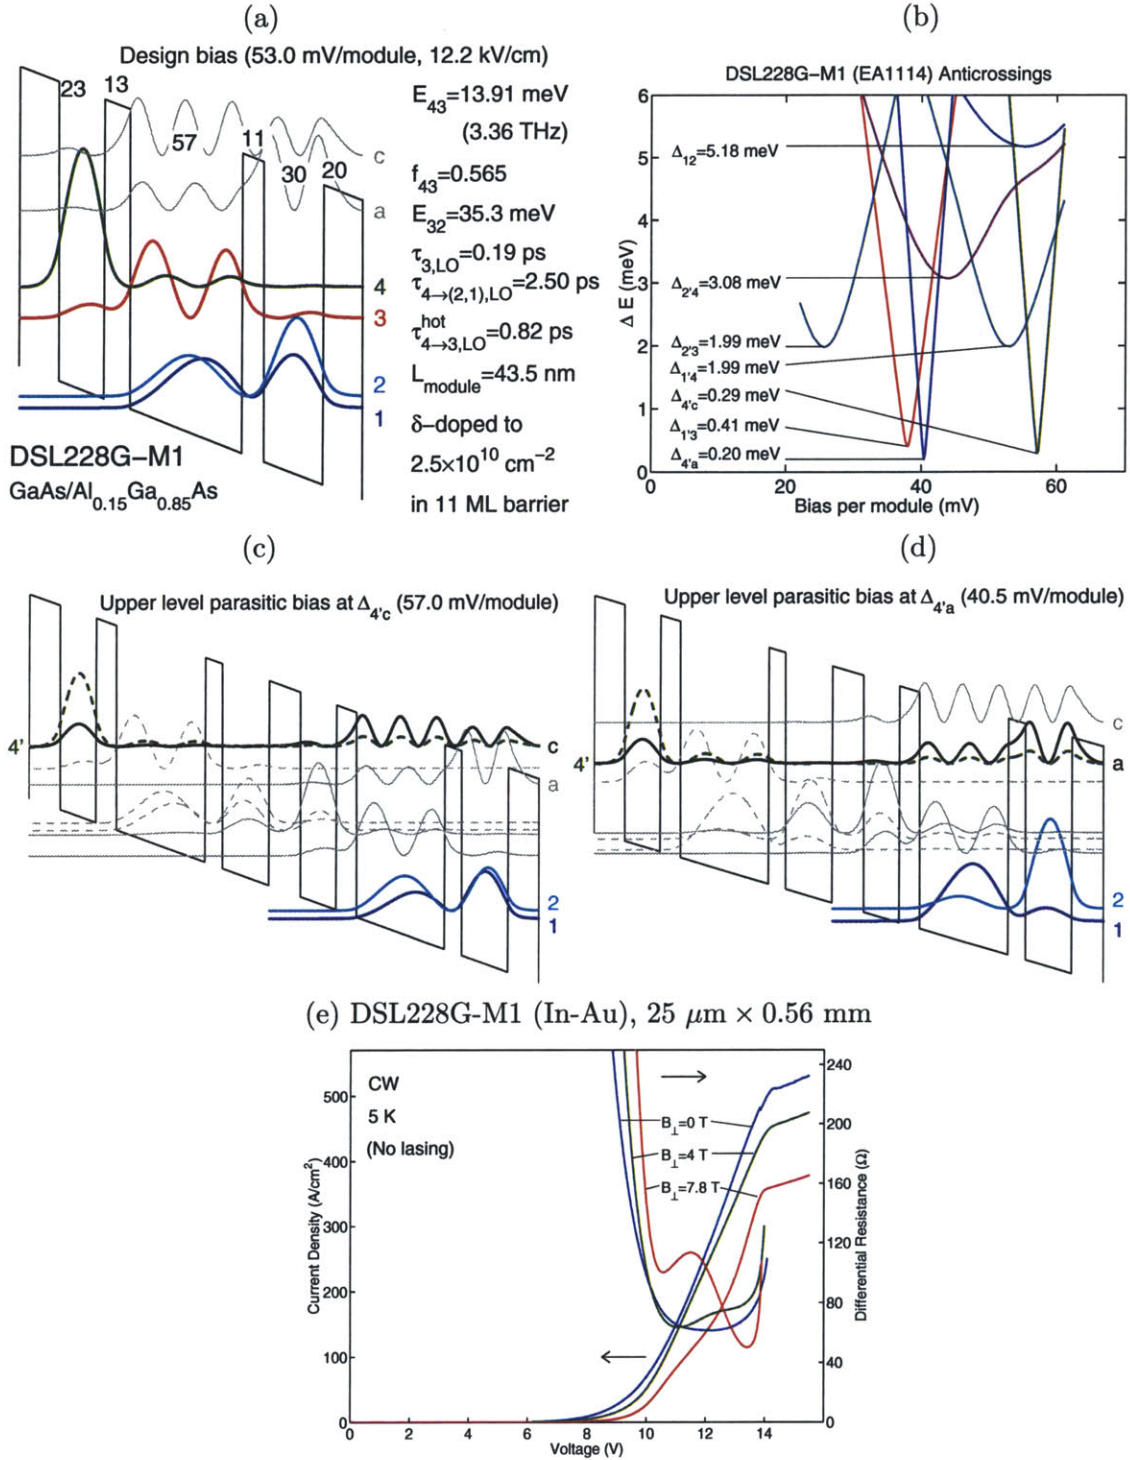 (a)
Design bias (53.0 mV/module, 12.2 kV/cm)
23
13
57
11
30
20
c
a
4
3
2
1
E43=13.91 meV
(3.36 THz)
f43=0.565
E32=35.3 meV
τ3,LO=0.19 ps
τ4→(2,1),LO=2.50 ps
τ4→3,LO^hot=0.82 ps
Lmodule=43.5 nm
δ−doped to
2.5×10^10 cm^−2
in 11 ML barrier
DSL228G−M1
GaAs/Al0.15Ga0.85As
(b)
DSL228G−M1 (EA1114) Anticrossings
Δ E (meV)
6
5
4
3
2
1
0
Δ12=5.18 meV
Δ2'4=3.08 meV
Δ2'3=1.99 meV
Δ1'4=1.99 meV
Δ4'c=0.29 meV
Δ1'3=0.41 meV
Δ4'a=0.20 meV
0
20
40
60
Bias per module (mV)
(c)
Upper level parasitic bias at Δ4'c (57.0 mV/module)
4'
c
a
2
1
(d)
Upper level parasitic bias at Δ4'a (40.5 mV/module)
4'
c
a
2
1
(e) DSL228G-M1 (In-Au), 25 μm × 0.56 mm
CW
5 K
(No lasing)
B⊥=0 T
B⊥=4 T
B⊥=7.8 T
Current Density (A/cm²)
500
400
300
200
100
0
Differential Resistance (Ω)
240
200
160
120
80
40
0
0
2
4
6
8
10
12
14
Voltage (V)